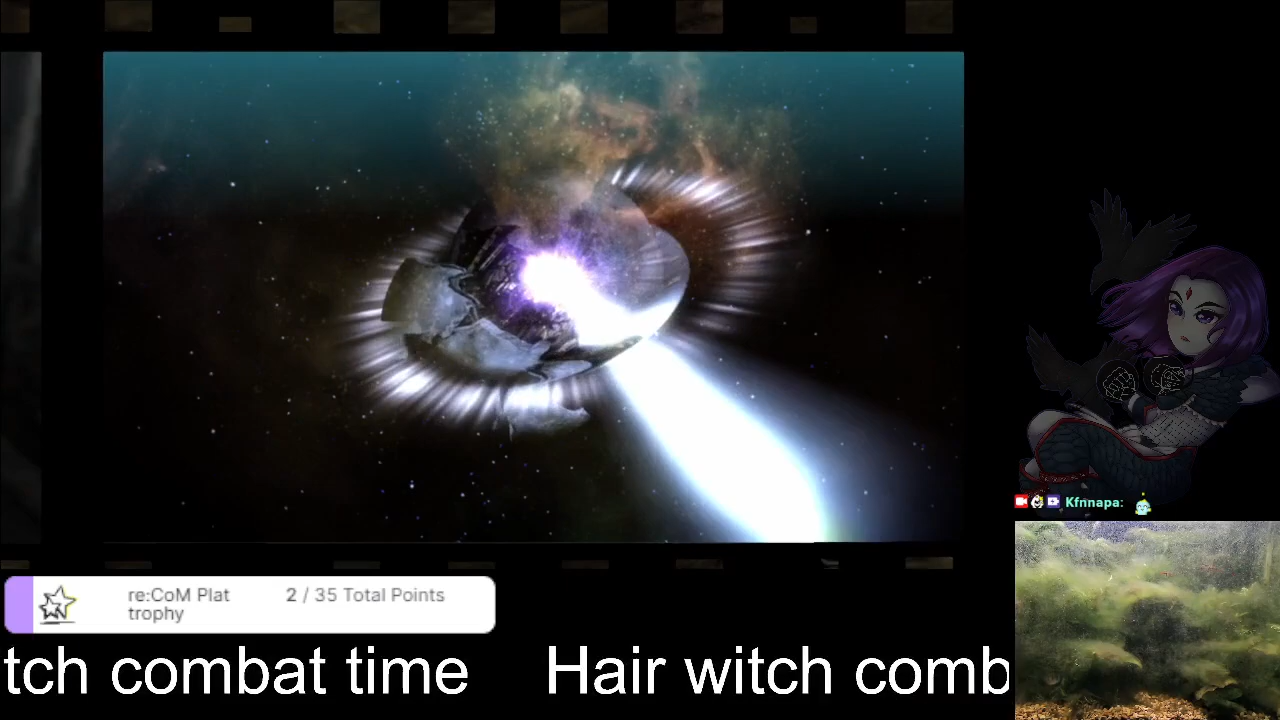 Kfnnapa:
re:CoM Plat trophy
2 / 35 Total Points
tch combat time Hair witch comb